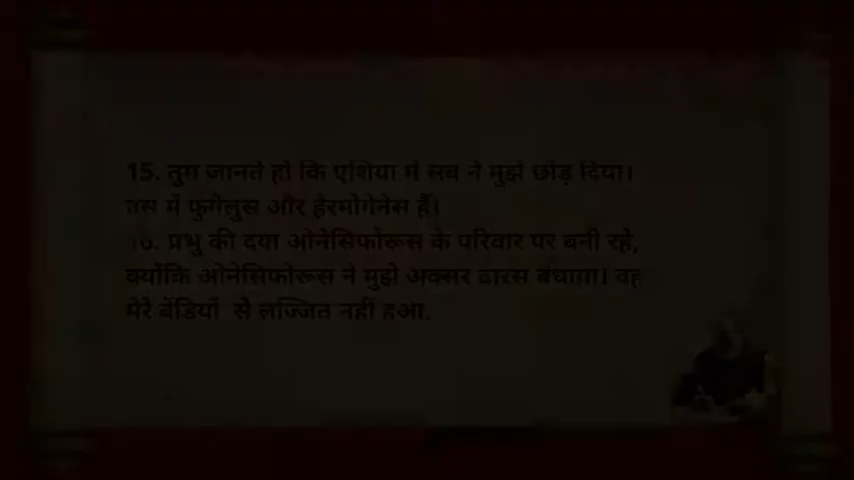 15. तुम जानते हो कि एशिया में सब ने मुझे छोड़ दिया।
उस में फुगेलुस और हेरमोगेनेस हैं।
16. प्रभु की दया ओनेसिफोरूस के परिवार पर बनी रहे,
क्योंकि ओनेसिफोरूस ने मुझे अक्सर ढारस बंधाया। वह
मेरे बेडियों से लज्जित नहीं हुआ.